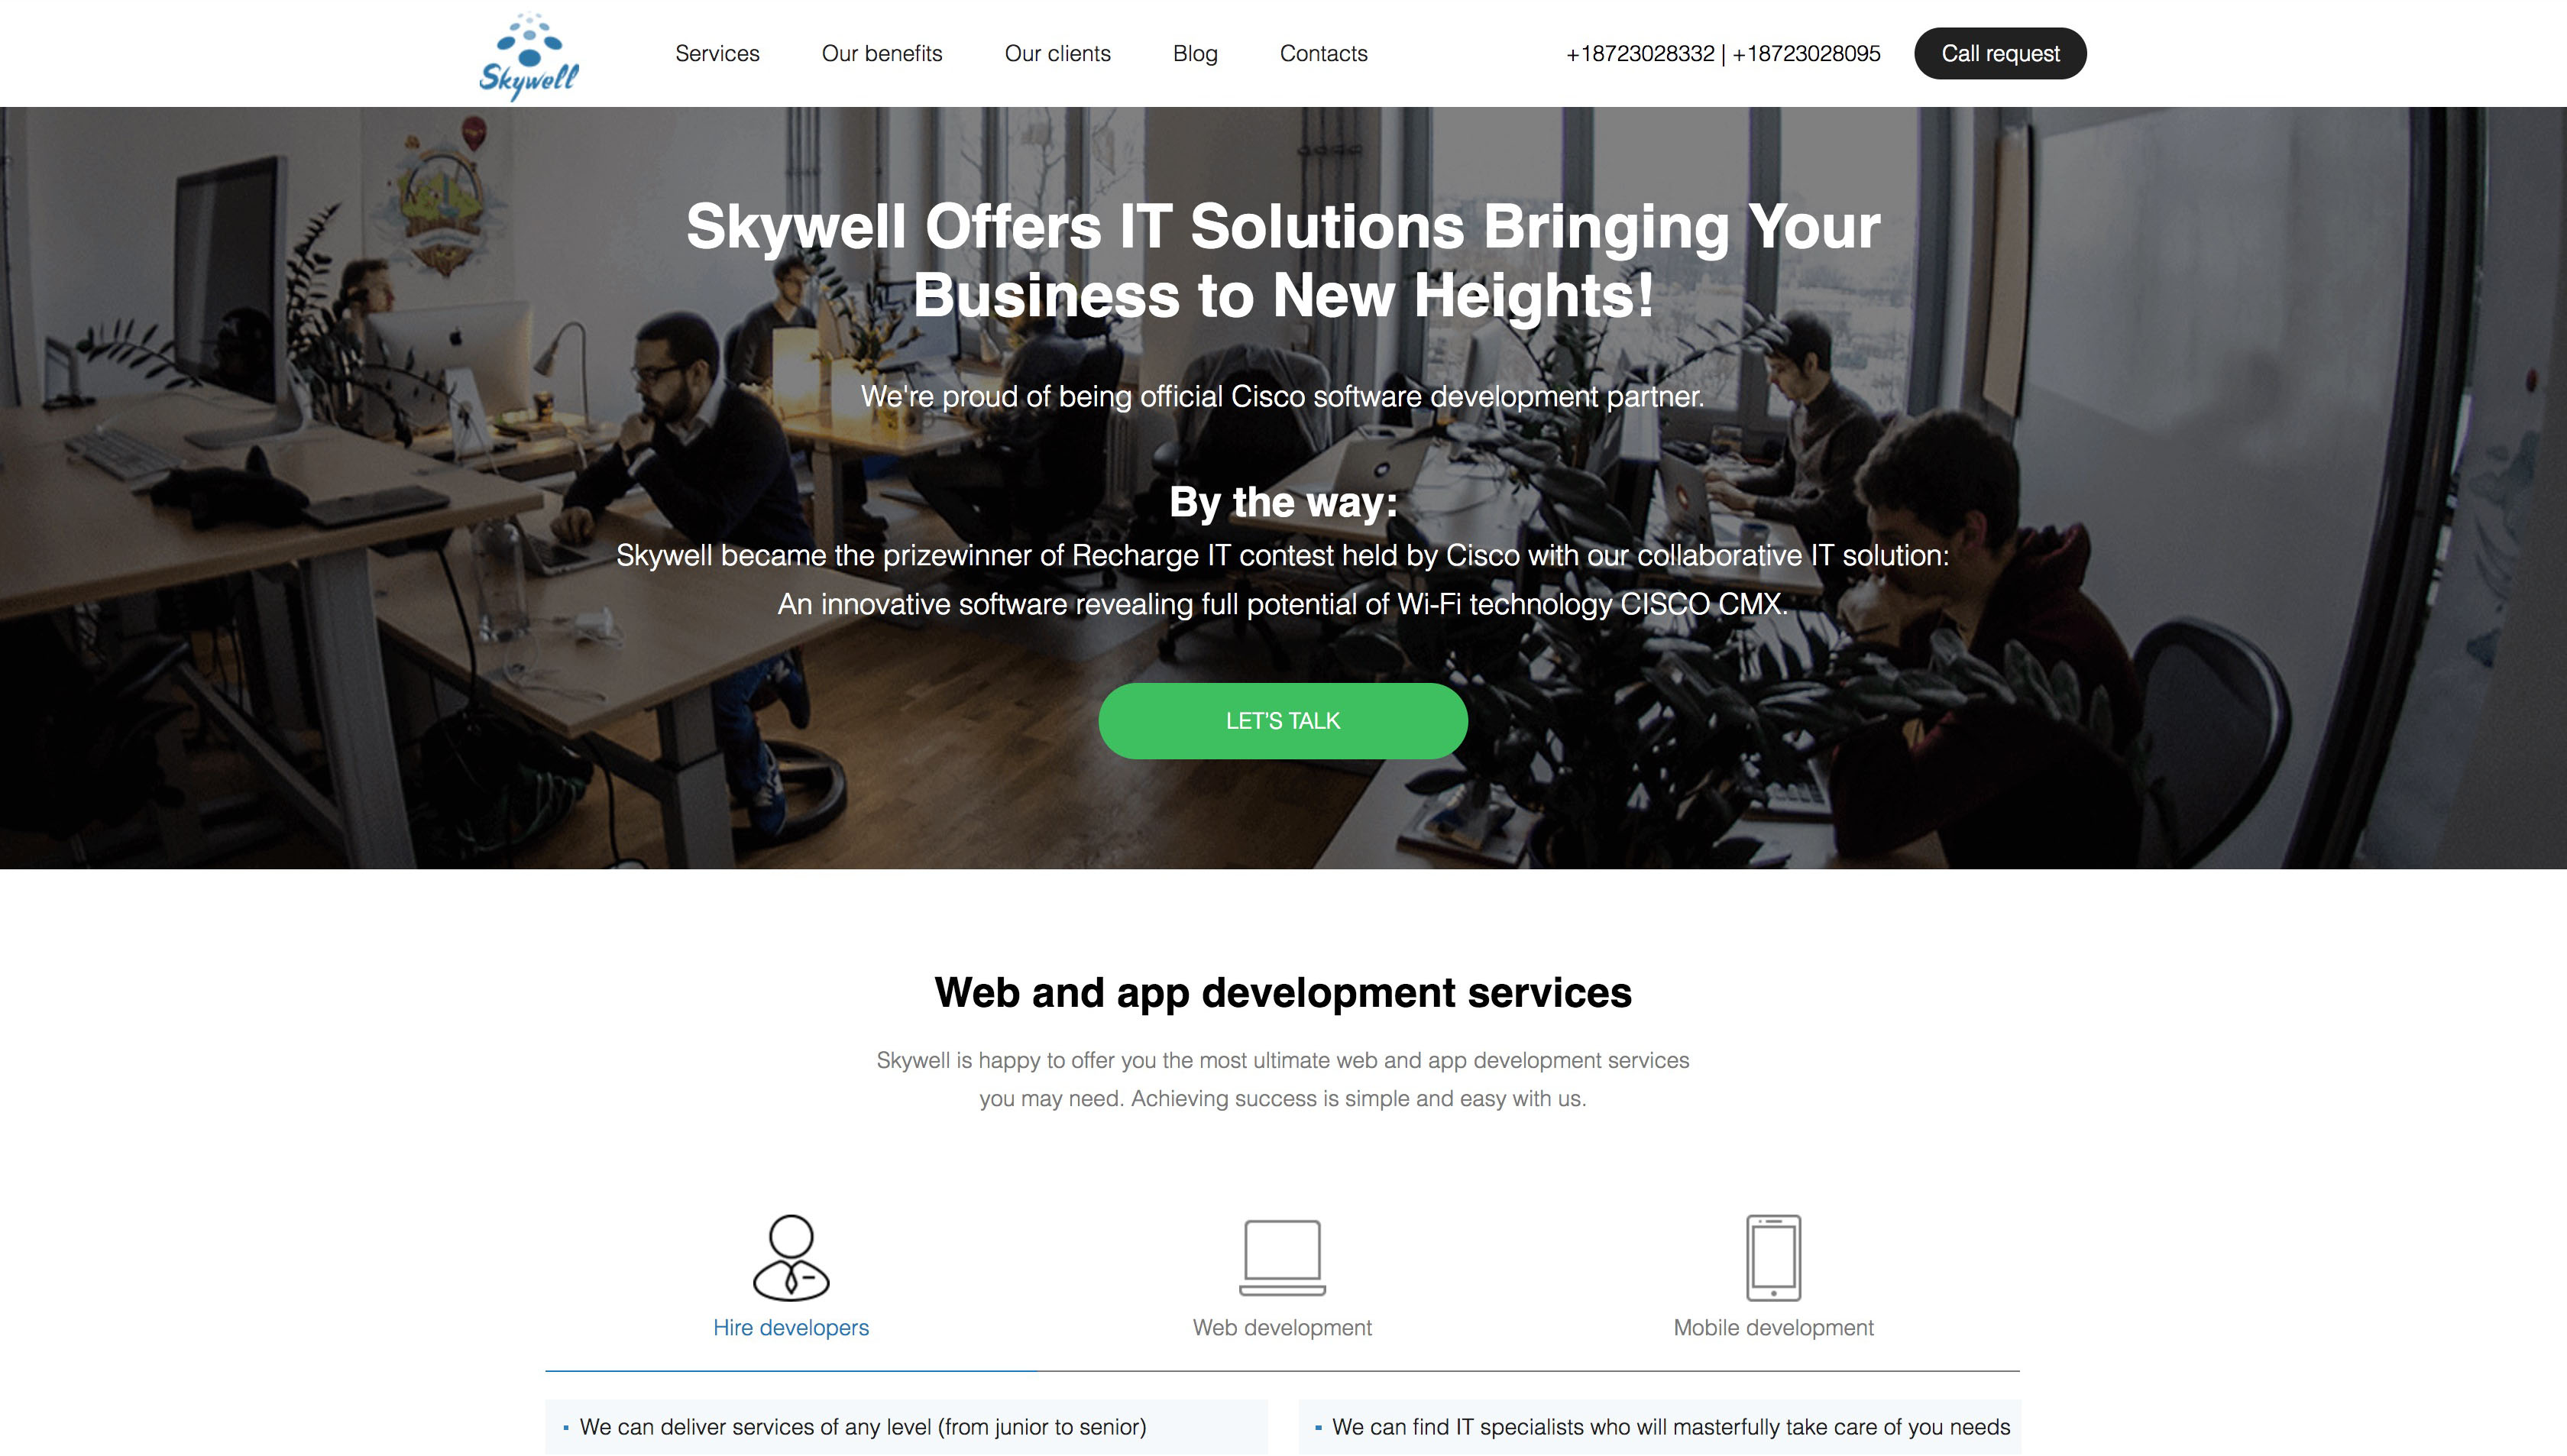 Skywell
Services
Our benefits
Our clients
Blog
Contacts
+18723028332 | +18723028095
Call request
Skywell Offers IT Solutions Bringing Your
Business to New Heights!
We're proud of being official Cisco software development partner.
By the way:
Skywell became the prizewinner of Recharge IT contest held by Cisco with our collaborative IT solution:
An innovative software revealing full potential of Wi-Fi technology CISCO CMX.
LET'S TALK
Web and app development services
Skywell is happy to offer you the most ultimate web and app development services
you may need. Achieving success is simple and easy with us.
Hire developers
Web development
Mobile development
We can deliver services of any level (from junior to senior)
We can find IT specialists who will masterfully take care of you needs